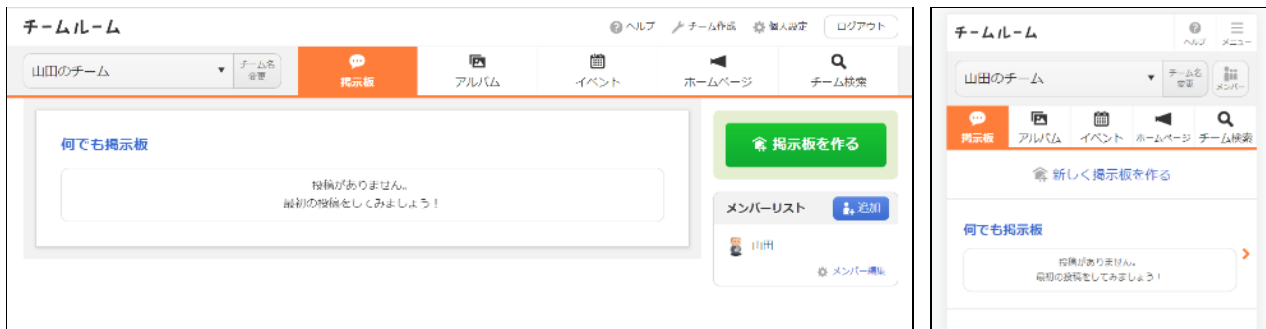 チームルーム
ヘルプ チーム作成 個人設定 ログアウト
山田のチーム ▼ チーム名
変更
掲示板 アルバム イベント ホームページ チーム検索
何でも掲示板
投稿がありません。
最初の投稿をしてみましょう！
掲示板を作る
メンバーリスト 追加
山田
メンバー編集
チームルーム
ヘルプ メニュー
山田のチーム ▼ チーム名
変更
メンバー
掲示板 アルバム イベント ホームページ チーム検索
新しく掲示板を作る
何でも掲示板
投稿がありません。
最初の投稿をしてみましょう！